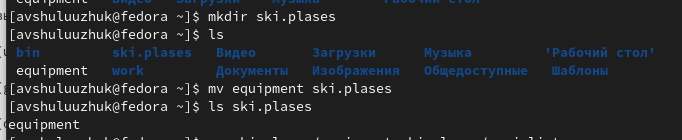 equipment Видео Загрузки Музыка 'Рабочий стол'
[avshuluuzhuk@fedora ~]$ mkdir ski.plases
[avshuluuzhuk@fedora ~]$ ls
bin ski.plases Видео Загрузки Музыка 'Рабочий стол'
equipment work Документы Изображения Общедоступные Шаблоны
[avshuluuzhuk@fedora ~]$ mv equipment ski.plases
[avshuluuzhuk@fedora ~]$ ls ski.plases
equipment